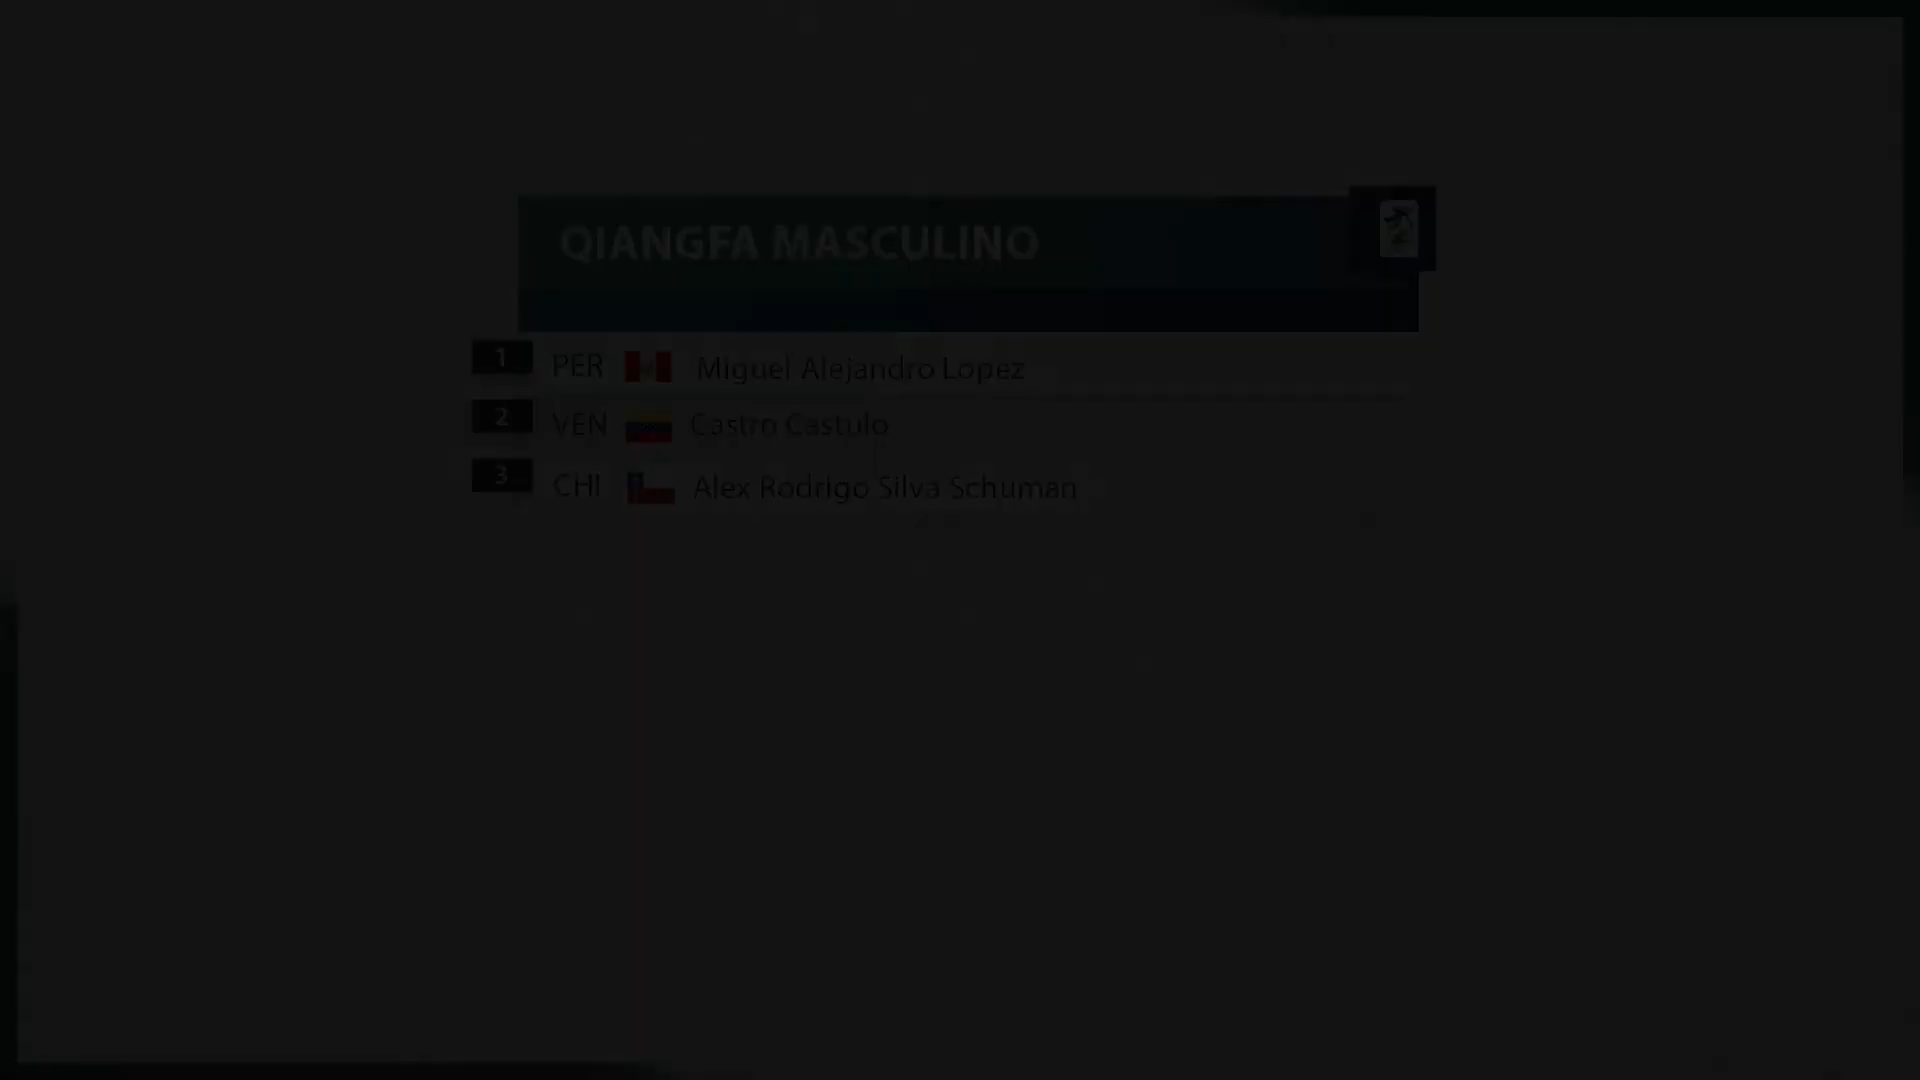 QIANGFA MASCULINO
1 PER Miguel Alejandro Lopez
2 VEN Castro Castulo
3 CHI Alex Rodrigo Silva Schuman